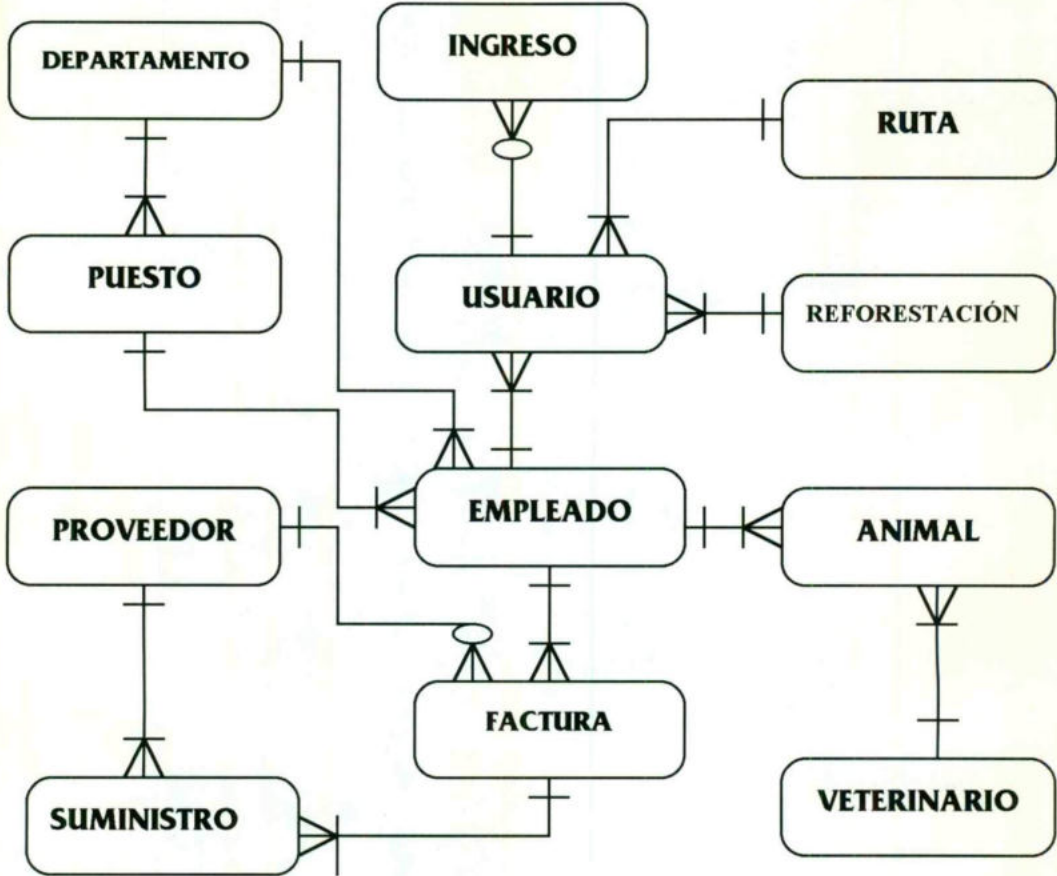 DEPARTAMENTO
INGRESO
RUTA
PUESTO
USUARIO
REFORESTACIÓN
PROVEEDOR
EMPLEADO
ANIMAL
FACTURA
SUMINISTRO
VETERINARIO